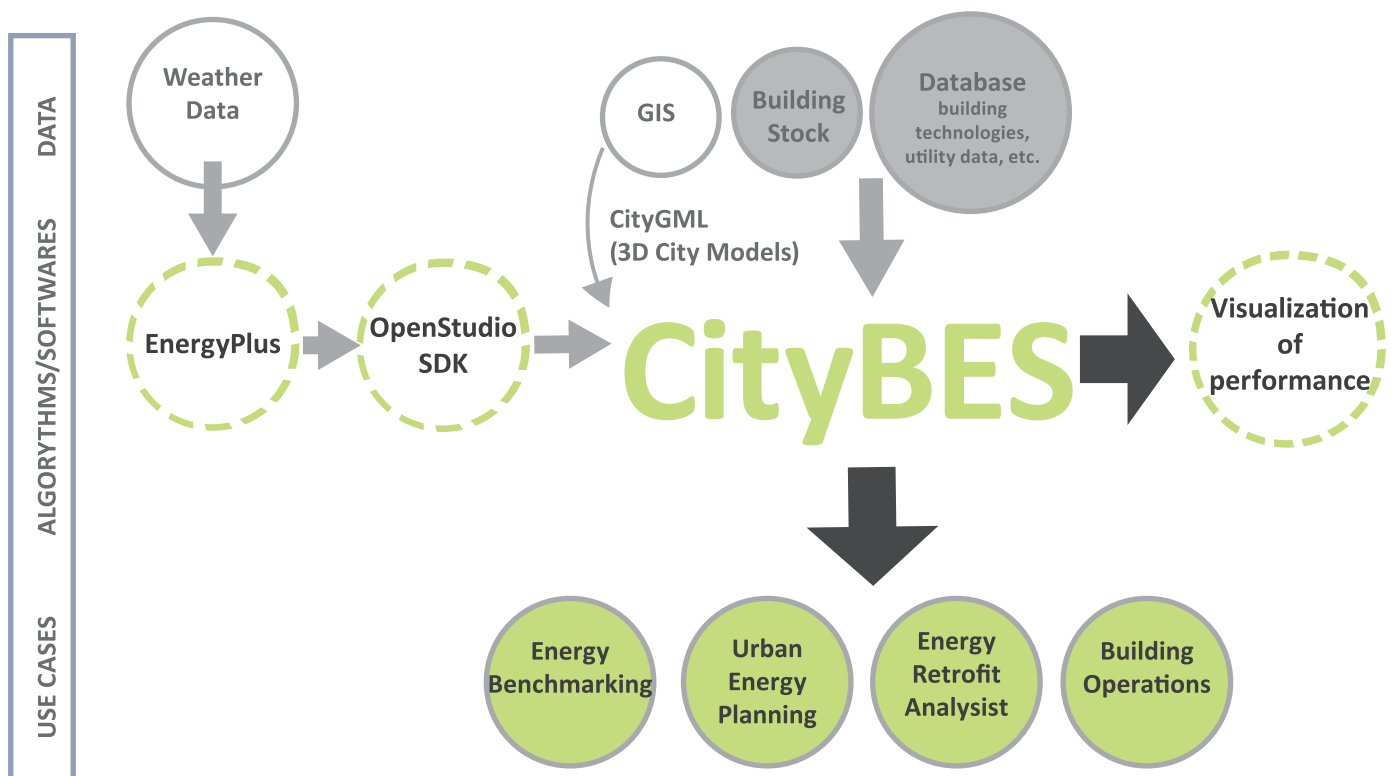 DATA
ALGORYTHMS/SOFTWARES
USE CASES
Weather
Data
GIS
Building
Stock
Database
building
technologies,
utility data, etc.
CityGML
(3D City Models)
EnergyPlus
OpenStudio
SDK
CityBES
Visualization
of
performance
Energy
Benchmarking
Urban
Energy
Planning
Energy
Retrofit
Analysist
Building
Operations